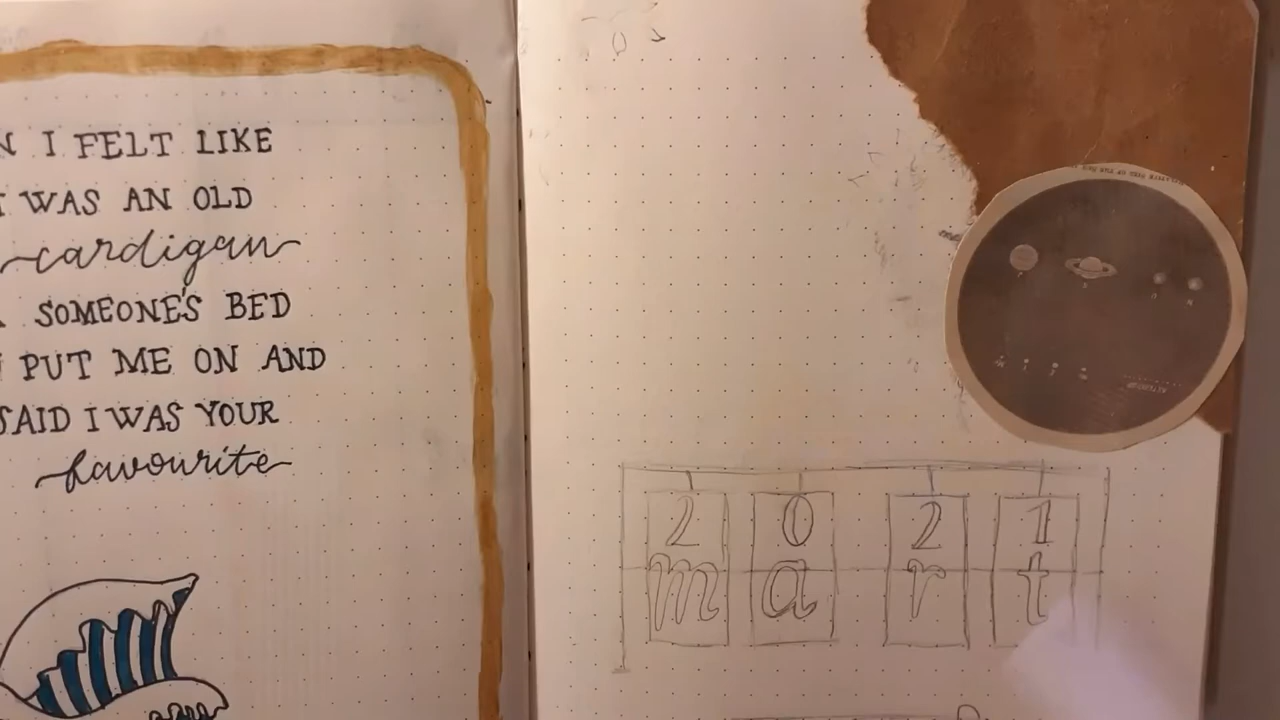 I FELT LIKE
WAS AN OLD
cardigan
SOMEONE'S BED
PUT ME ON AND
SAID I WAS YOUR
favourite
2 0 2 1
m a r t